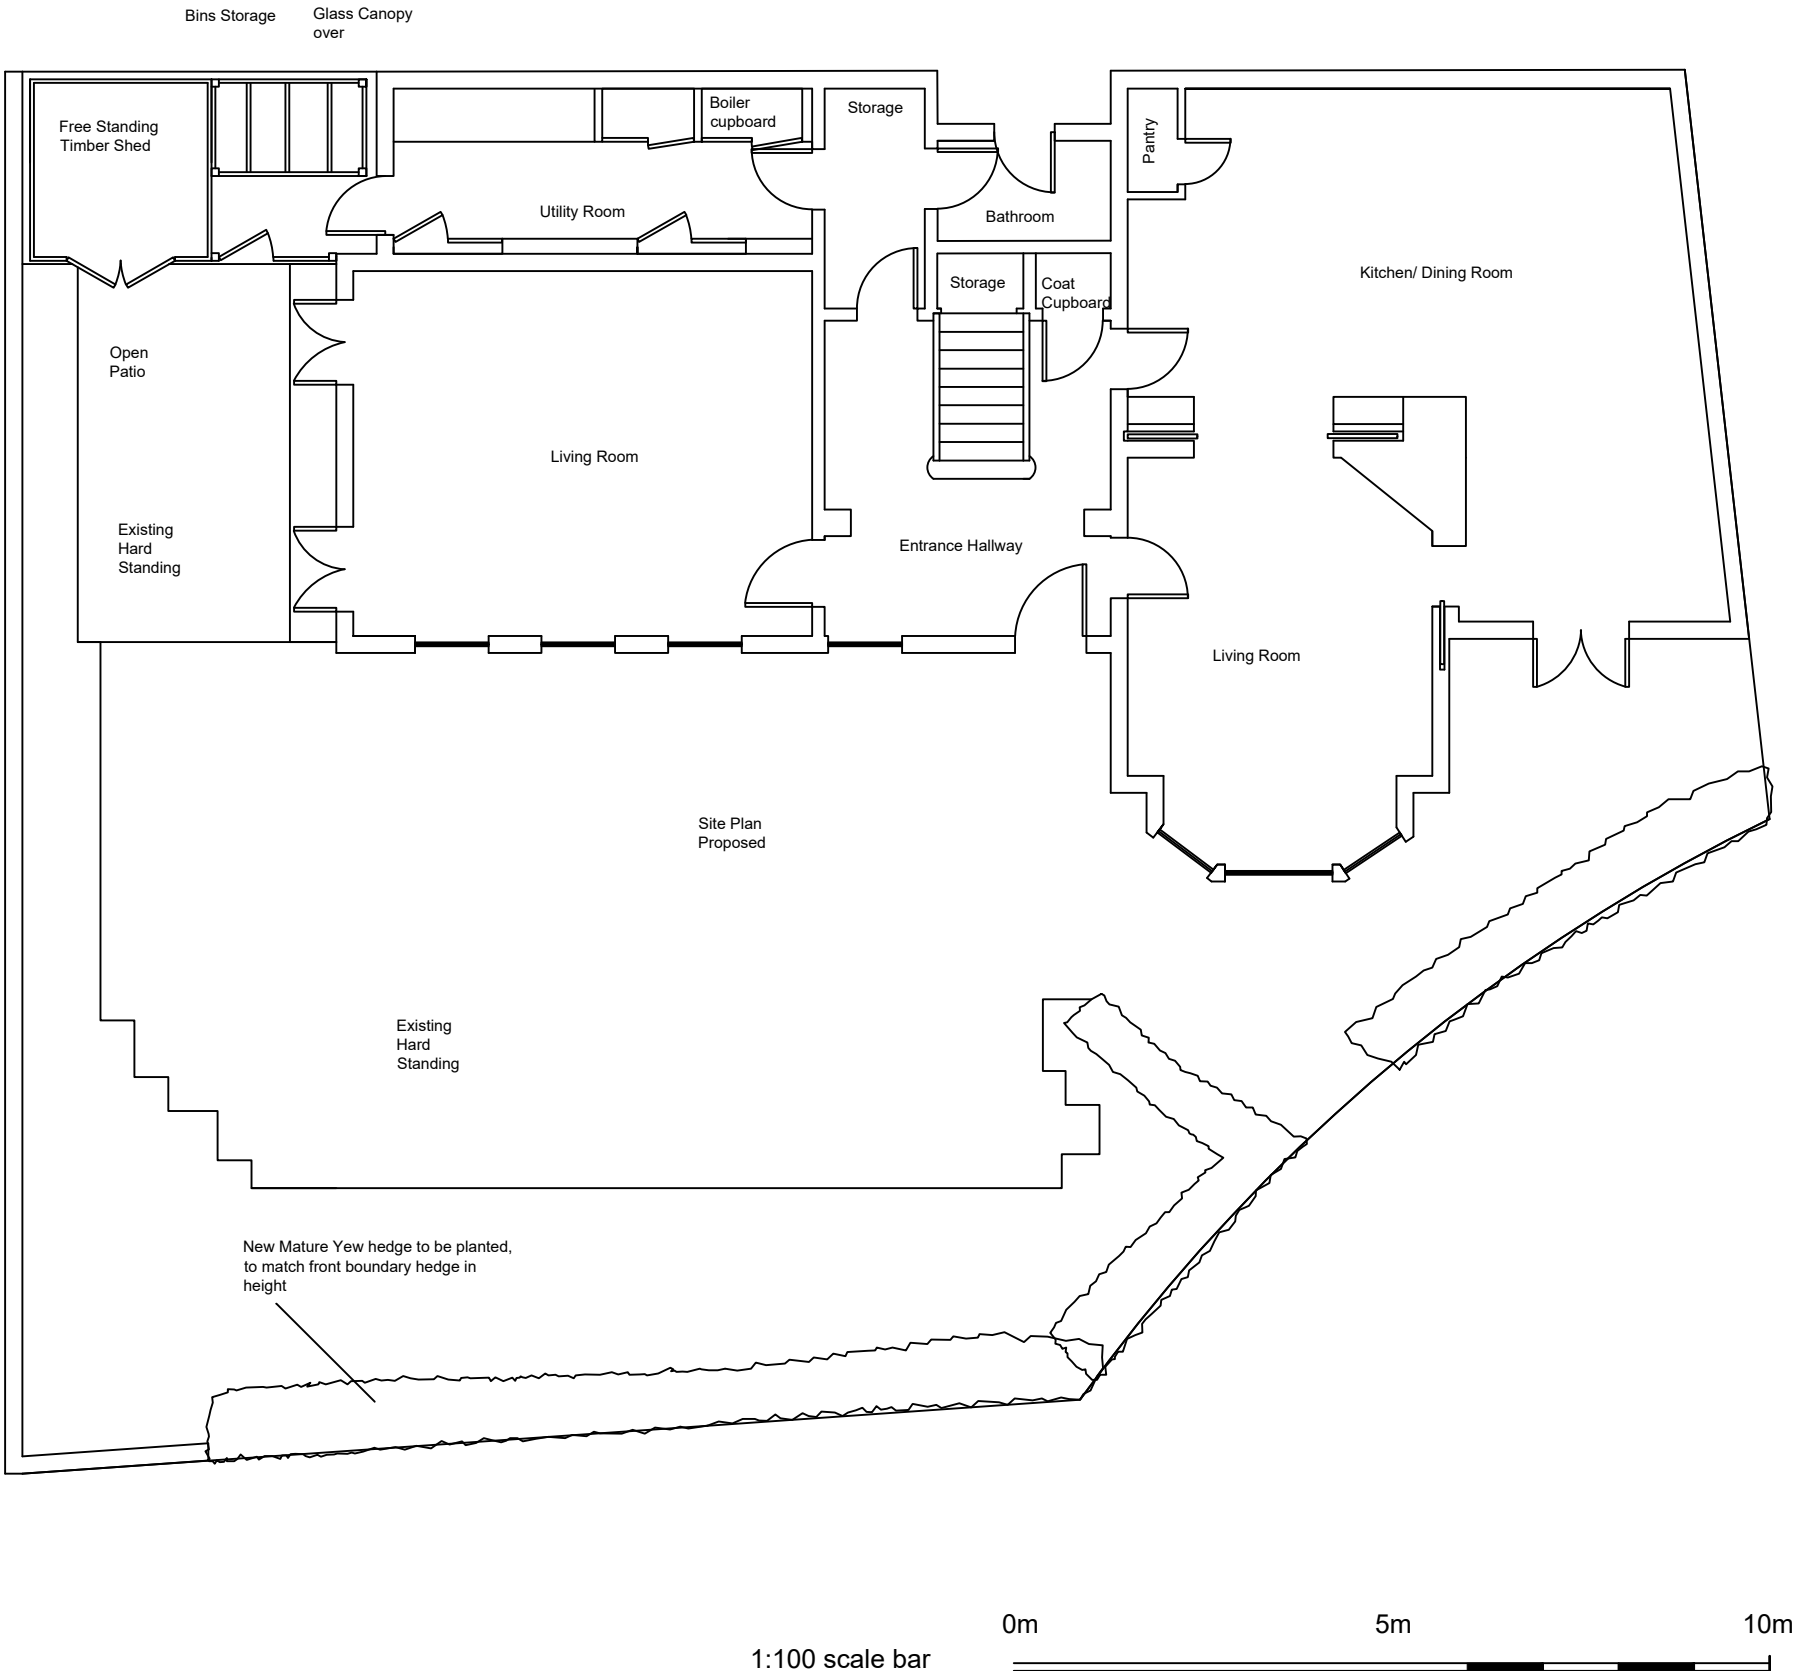 Bins Storage
Glass Canopy
over
Free Standing
Timber Shed
Boiler
cupboard
Storage
Pantry
Utility Room
Bathroom
Kitchen/ Dining Room
Storage
Coat
Cupboard
Open
Patio
Living Room
Existing
Hard
Standing
Entrance Hallway
Living Room
Site Plan
Proposed
Existing
Hard
Standing
New Mature Yew hedge to be planted,
to match front boundary hedge in
height
0m
5m
10m
1:100 scale bar